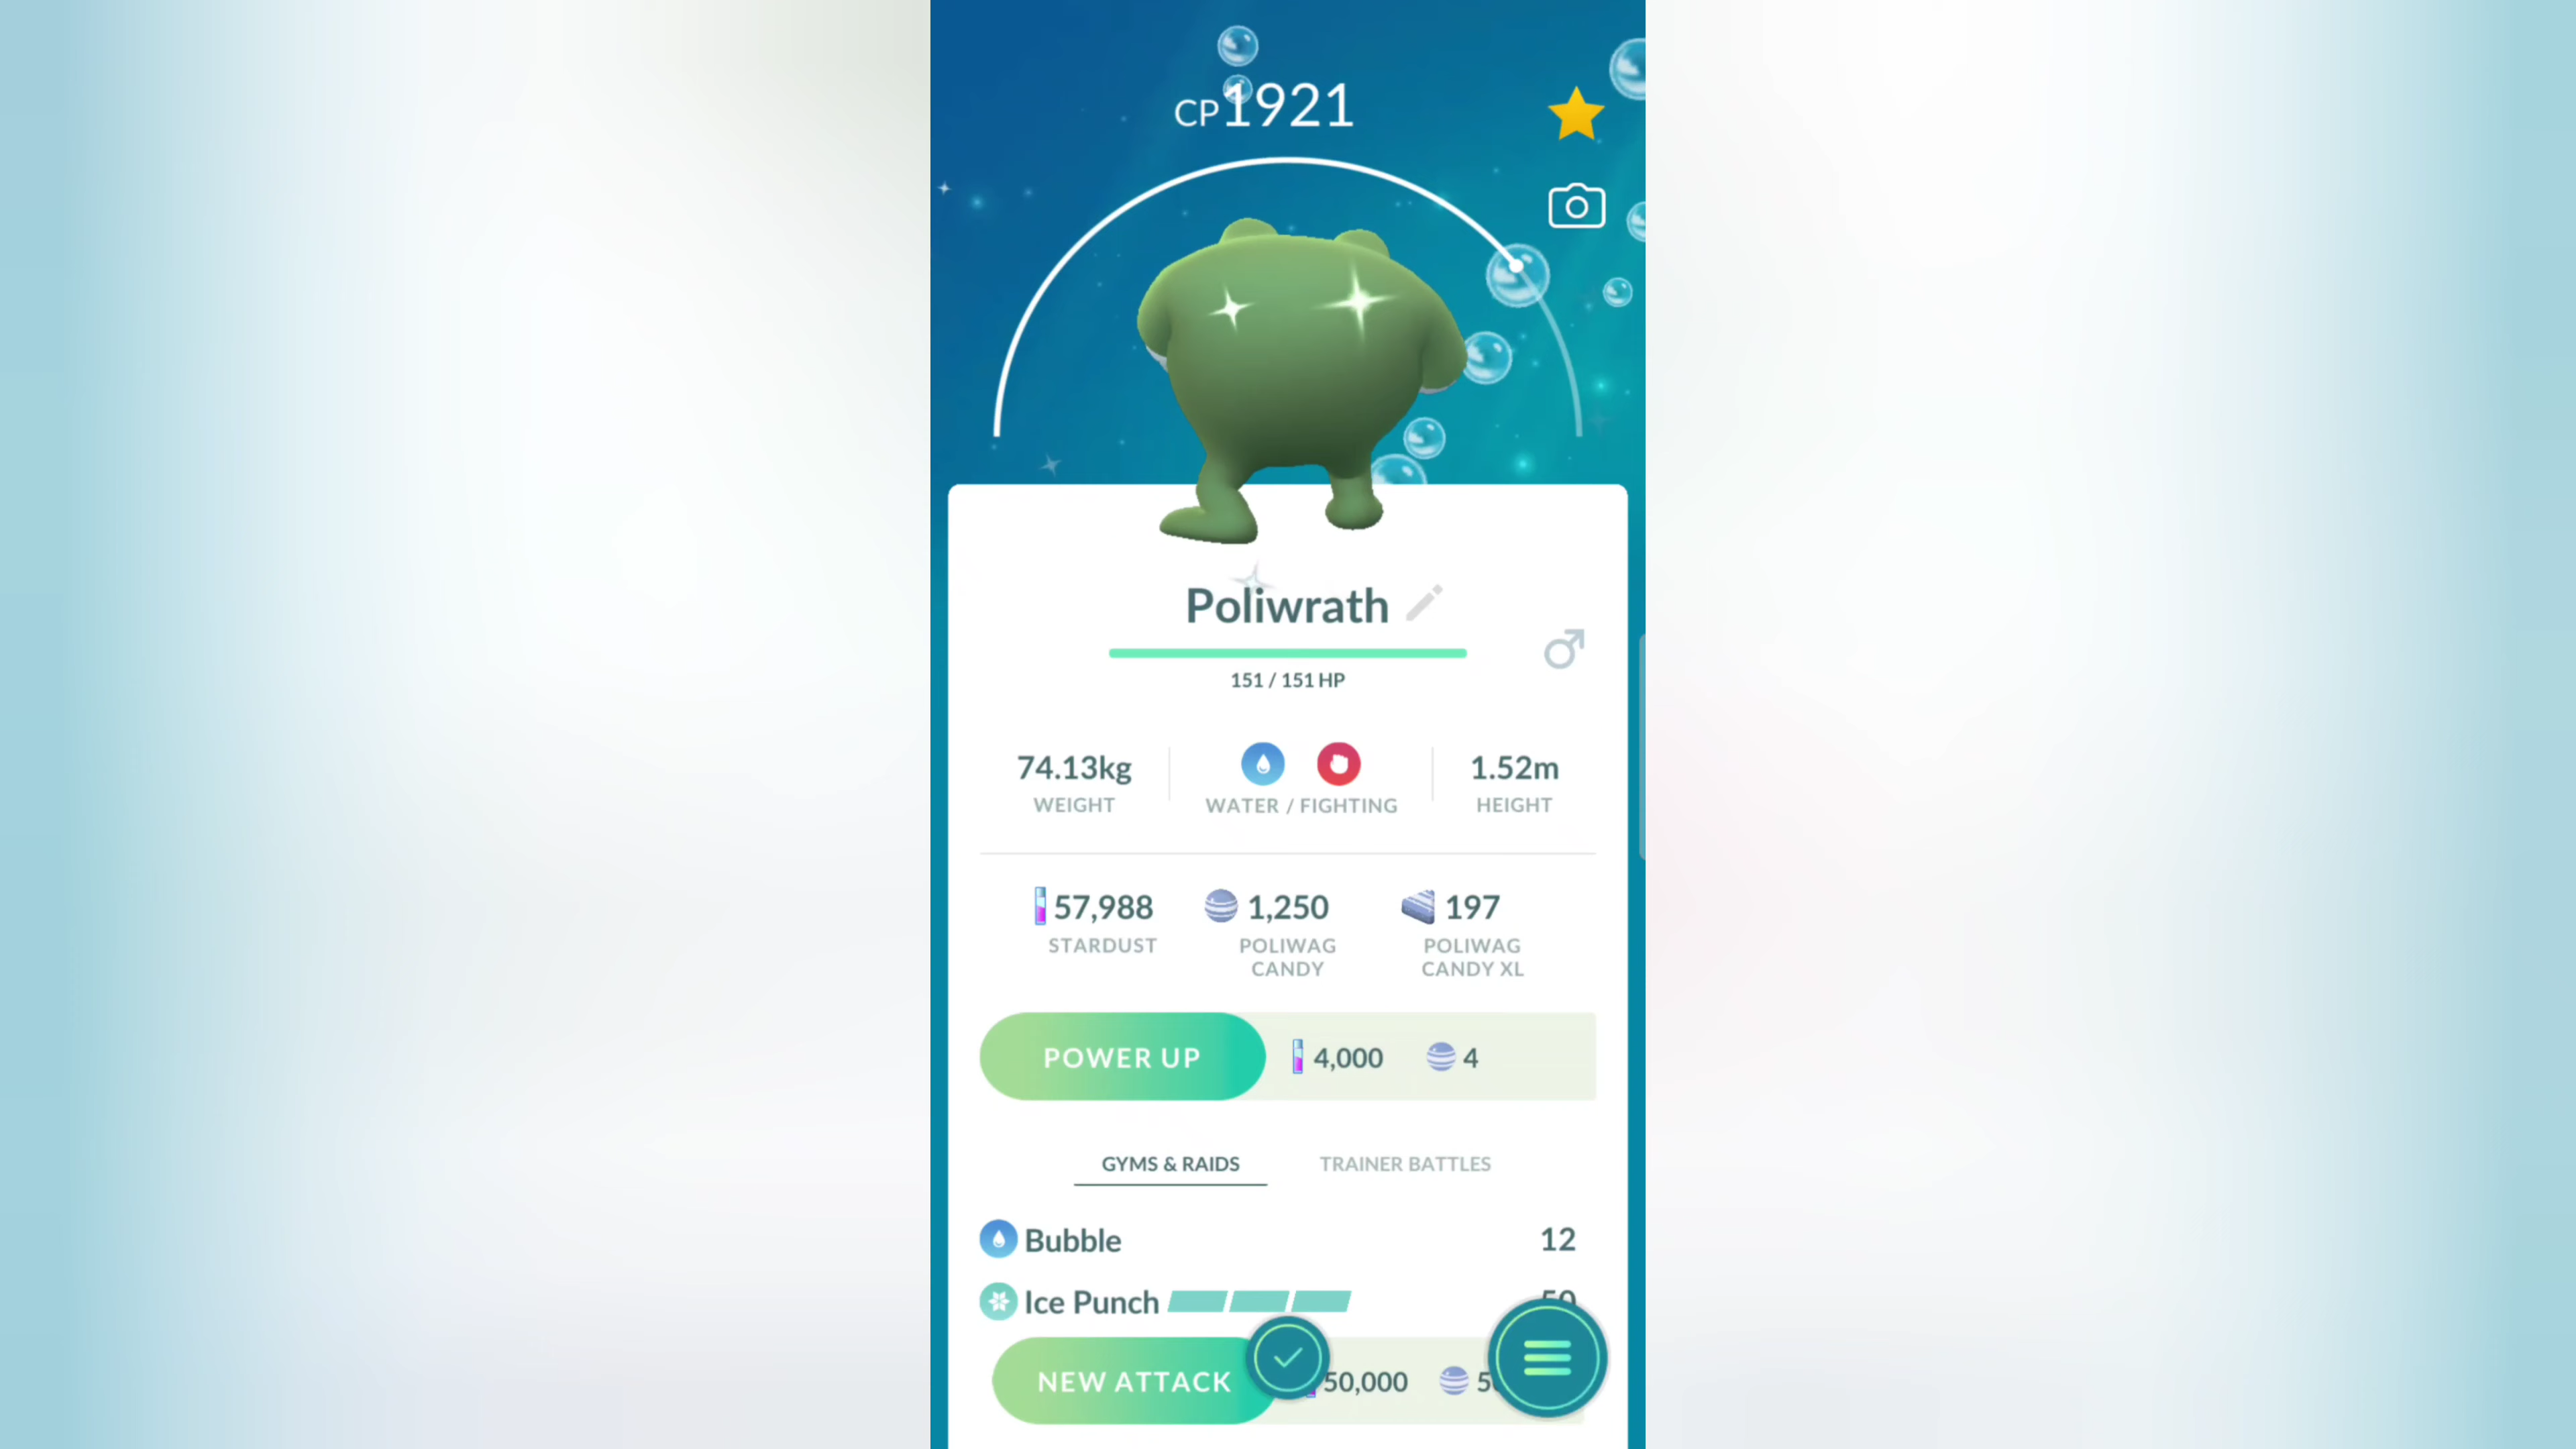 CP1921
Poliwrath
151 / 151 HP
74.13kg
WEIGHT
WATER / FIGHTING
1.52m
HEIGHT
57,988
STARDUST
1,250
POLIWAG
CANDY
197
POLIWAG
CANDY XL
POWER UP 4,000 4
GYMS & RAIDS TRAINER BATTLES
Bubble 12
Ice Punch 50
NEW ATTACK 50,000